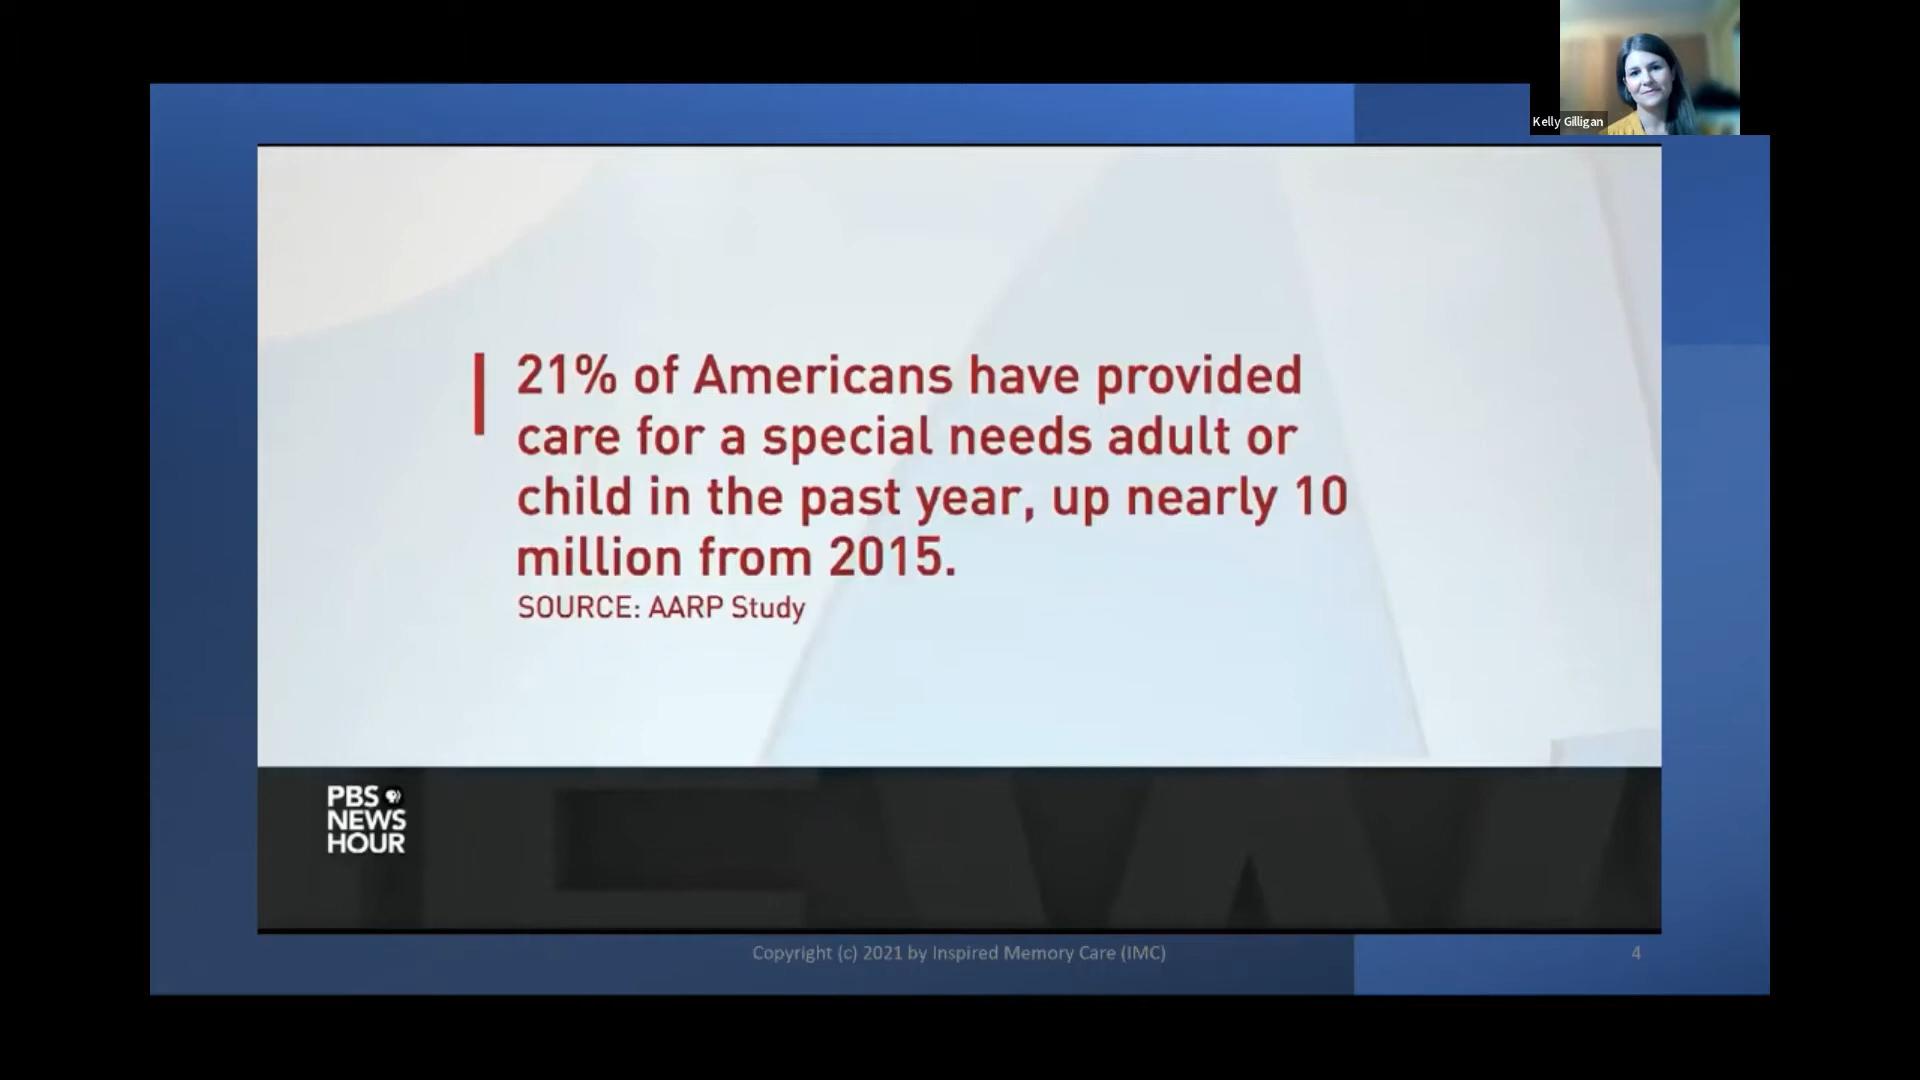 Kelly Gilligan
21% of Americans have provided
care for a special needs adult or
child in the past year, up nearly 10
million from 2015.
SOURCE: AARP Study
PBS
NEWS
HOUR
Copyright (c) 2021 by Inspired Memory Care (IMC)
4